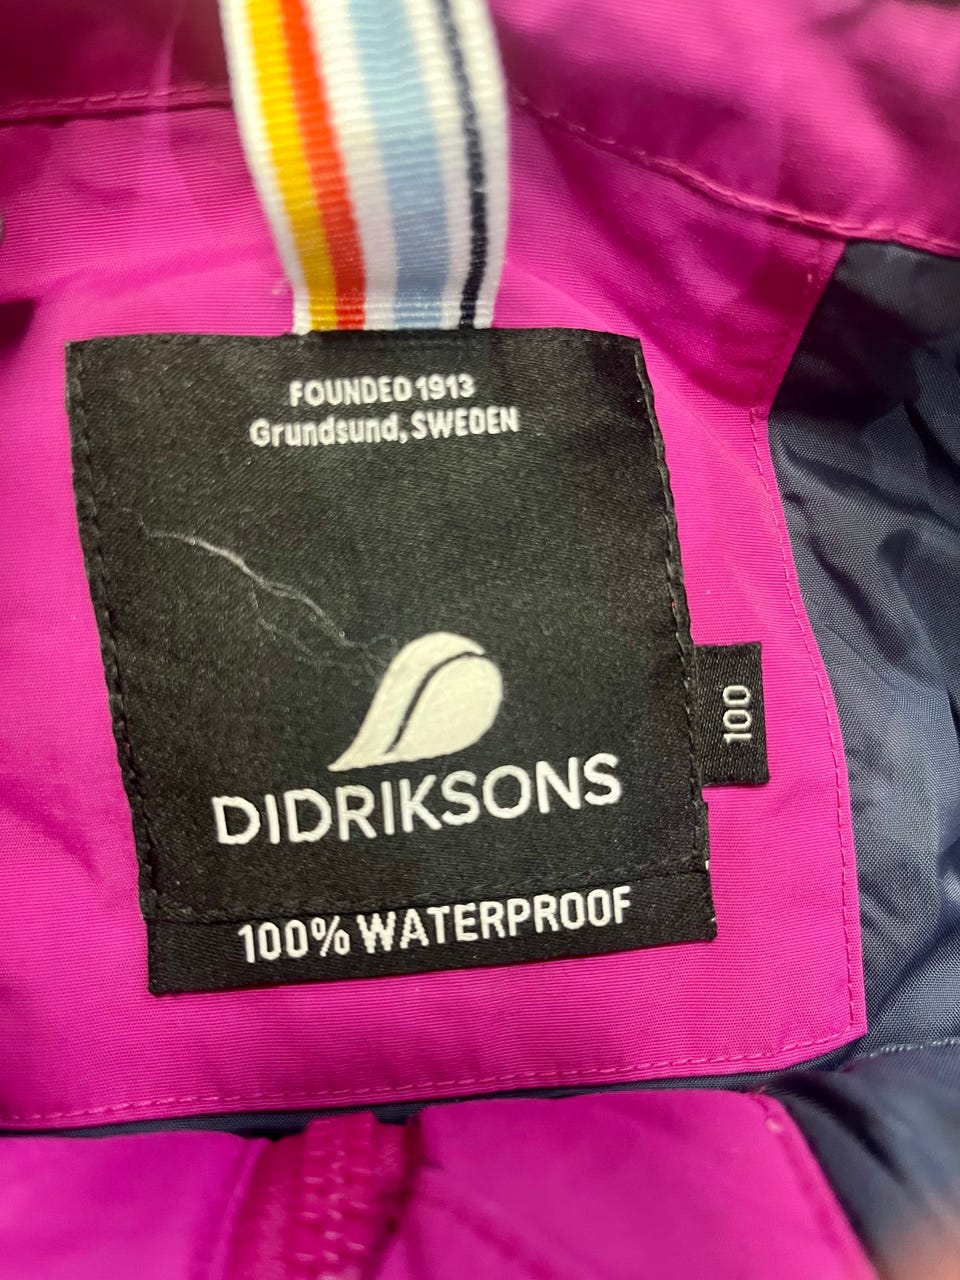 FOUNDED 1913
Grundsund, SWEDEN
DIDRIKSONS
100% WATERPROOF
100